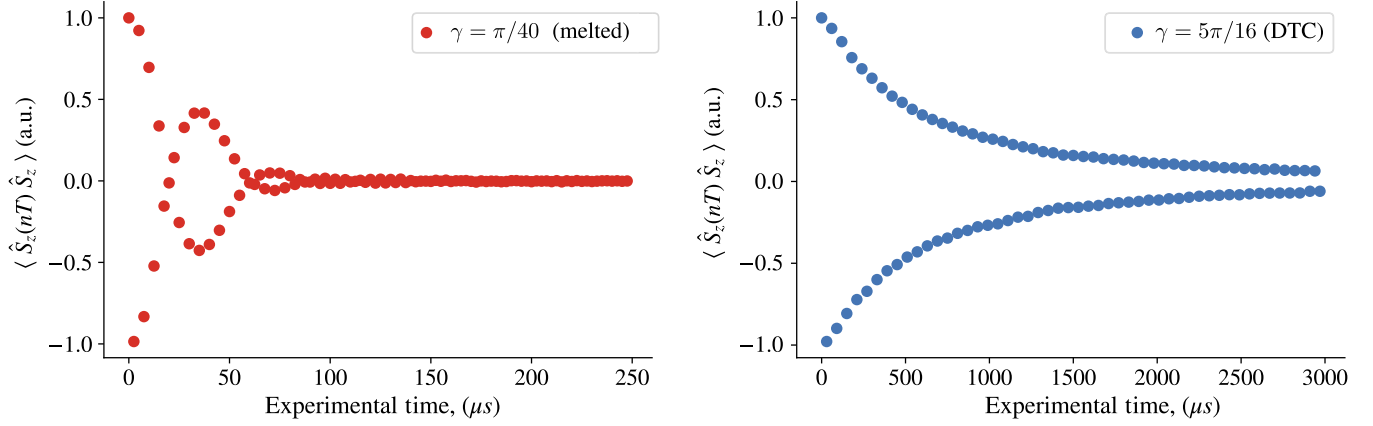 γ = π/40 (melted)
⟨ Ŝz(nT) Ŝz ⟩ (a.u.)
1.0
0.5
0.0
−0.5
−1.0
0 50 100 150 200 250
Experimental time, (μs)
γ = 5π/16 (DTC)
⟨ Ŝz(nT) Ŝz ⟩ (a.u.)
1.0
0.5
0.0
−0.5
−1.0
0 500 1000 1500 2000 2500 3000
Experimental time, (μs)